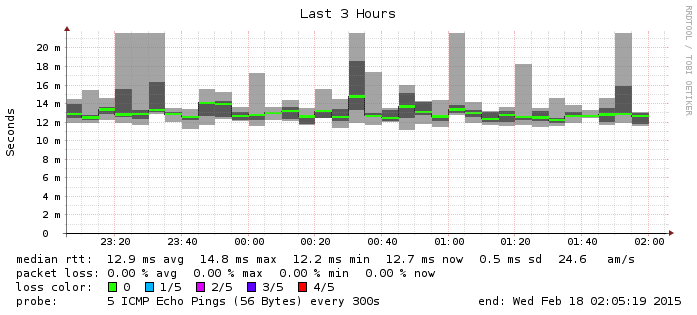 Last 3 Hours
RRDTOOL / TOBI OETIKER
Seconds
20 m
18 m
16 m
14 m
12 m
10 m
8 m
6 m
4 m
2 m
0
23:20 23:40 00:00 00:20 00:40 01:00 01:20 01:40 02:00
median rtt: 12.9 ms avg 14.8 ms max 12.2 ms min 12.7 ms now 0.5 ms sd 24.6 am/s
packet loss: 0.00 % avg 0.00 % max 0.00 % min 0.00 % now
loss color: 0 1/5 2/5 3/5 4/5
probe: 5 ICMP Echo Pings (56 Bytes) every 300s end: Wed Feb 18 02:05:19 2015